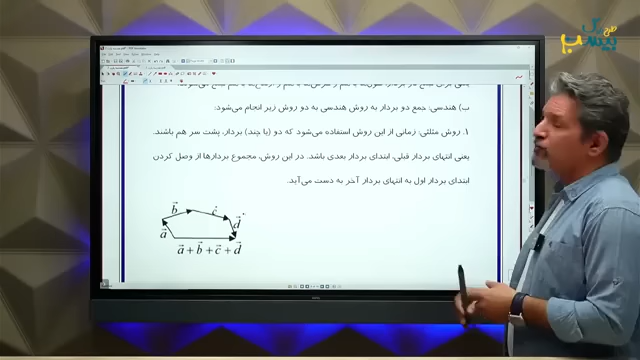 ب) هندسی: جمع دو بردار به روش هندسی به دو روش زیر انجام می‌شود:
۱. روش مثلثی: زمانی از این روش استفاده می‌شود که دو (یا چند) بردار، پشت سر هم باشند.
یعنی انتهای بردار قبلی، ابتدای بردار بعدی باشد. در این روش، مجموع بردارها از وصل کردن
ابتدای بردار اول به انتهای بردار آخر به دست می‌آید.
b⃗ c⃗
a⃗ d⃗
a⃗ + b⃗ + c⃗ + d⃗